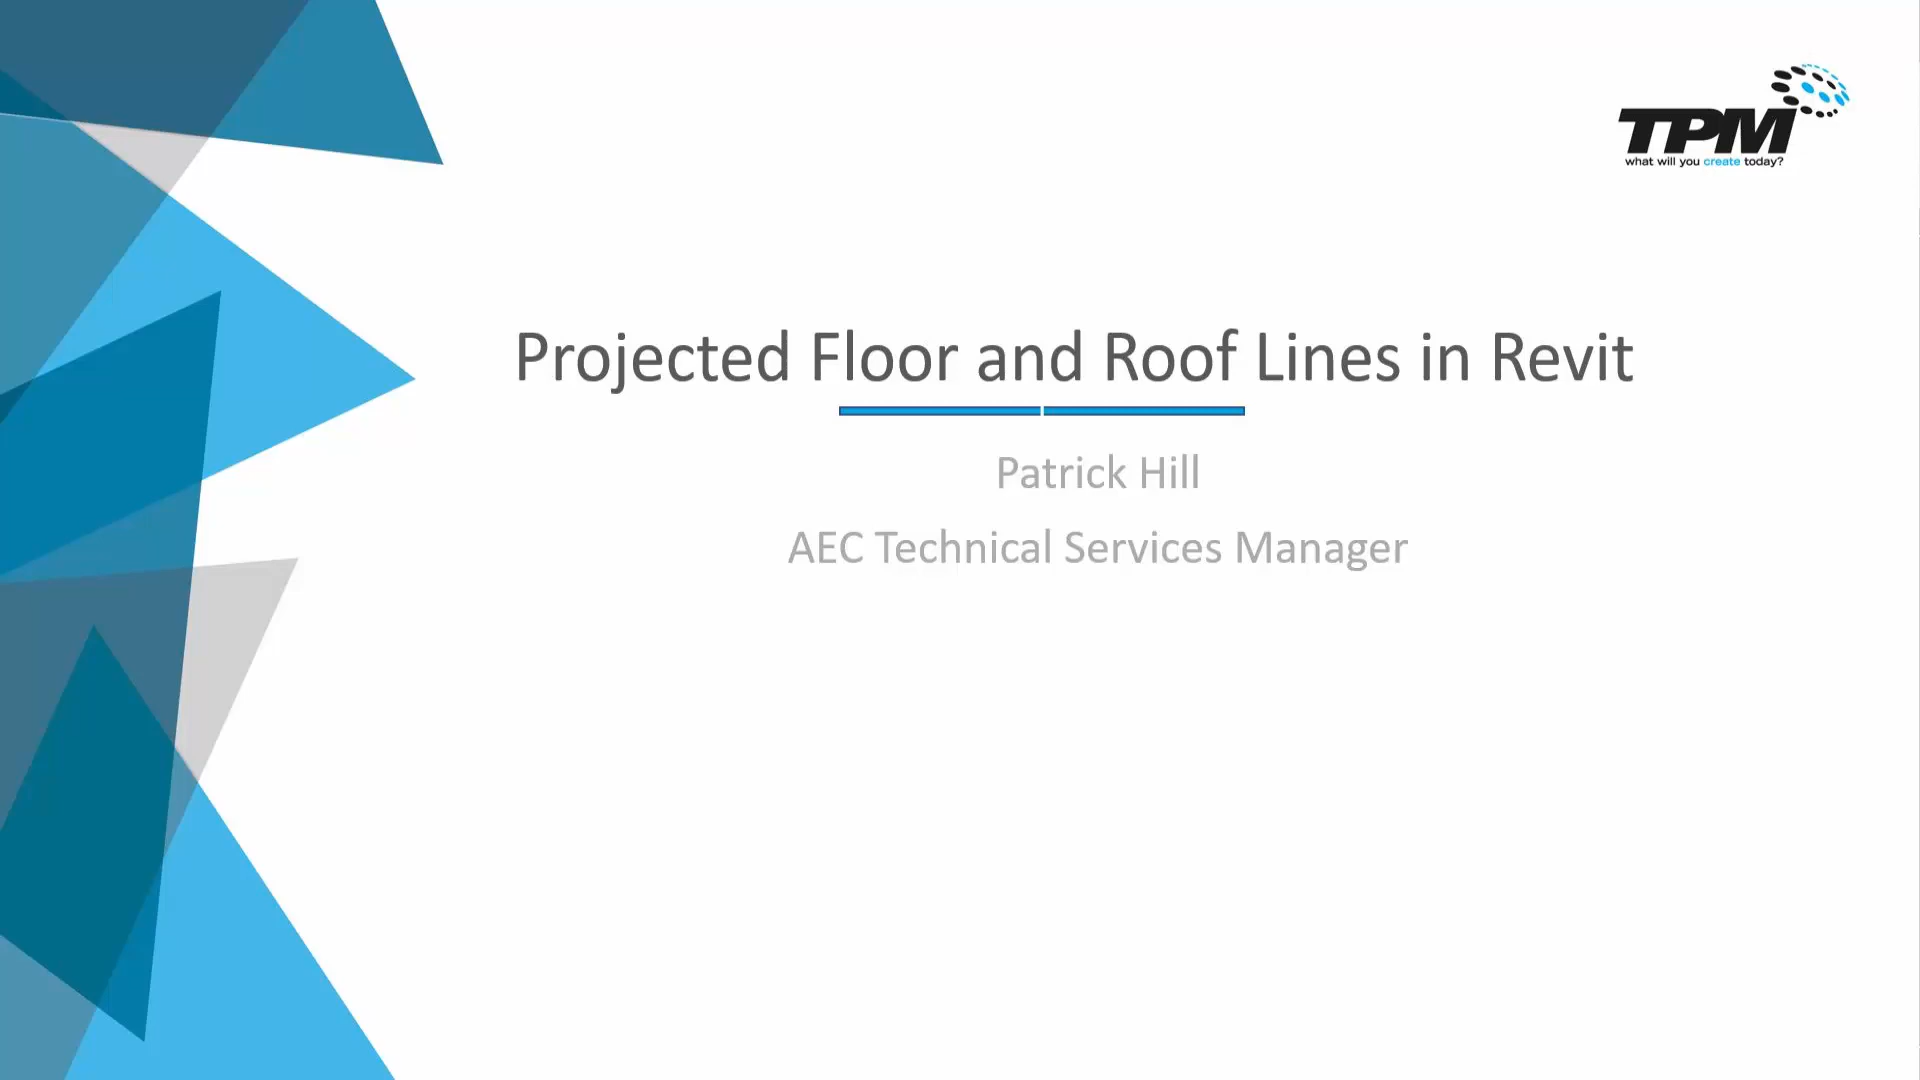 TPM
what will you create today?
Projected Floor and Roof Lines in Revit
Patrick Hill
AEC Technical Services Manager